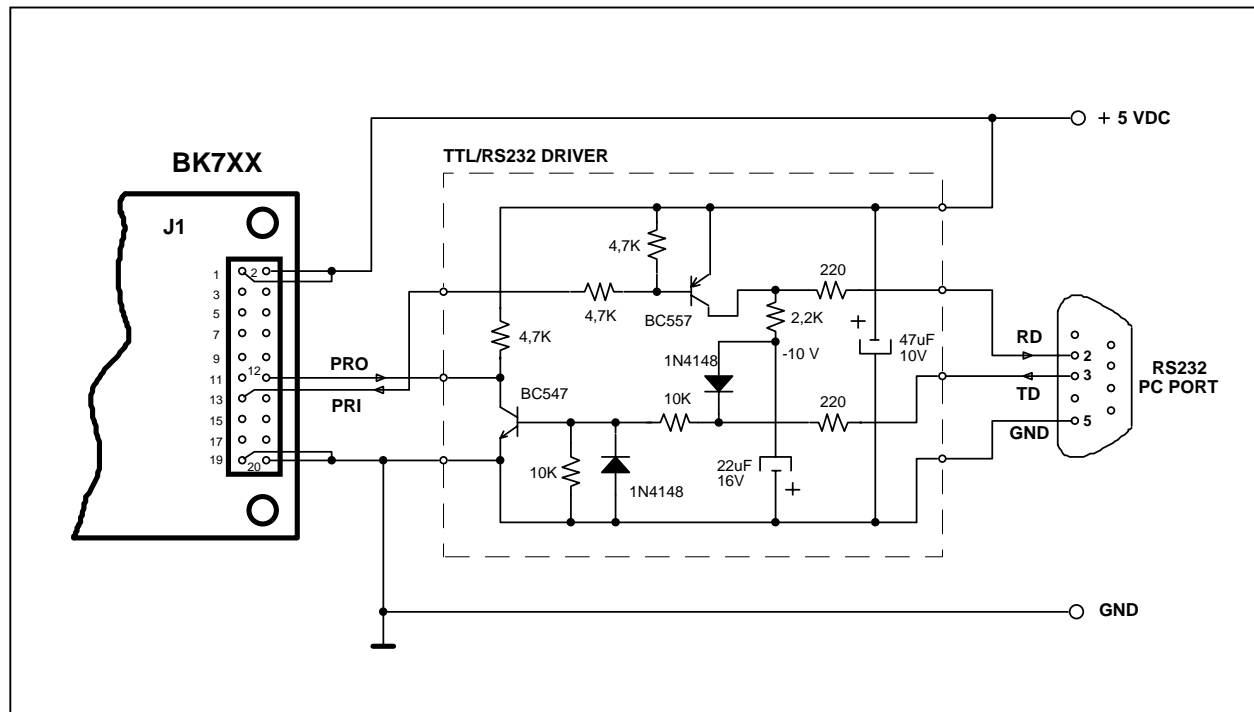 + 5 VDC
BK7XX
TTL/RS232 DRIVER
J1
4,7K
220
1
2
3
4,7K
BC557
2,2K
5
47uF
10V
+
RD
7
4,7K
-10 V
2
9
1N4148
RS232
PC PORT
12
PRO
3
11
TD
BC547
13
PRI
10K
220
15
GND
5
17
22uF
16V
+
19
20
10K
1N4148
GND